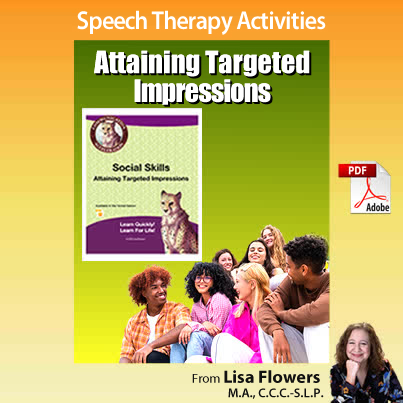 Speech Therapy Activities
Attaining Targeted
Impressions
Social Skills
Attaining Targeted Impressions
Learn Quickly!
Learn For Life!
PDF
Adobe
From Lisa Flowers
M.A., C.C.C.-S.L.P.